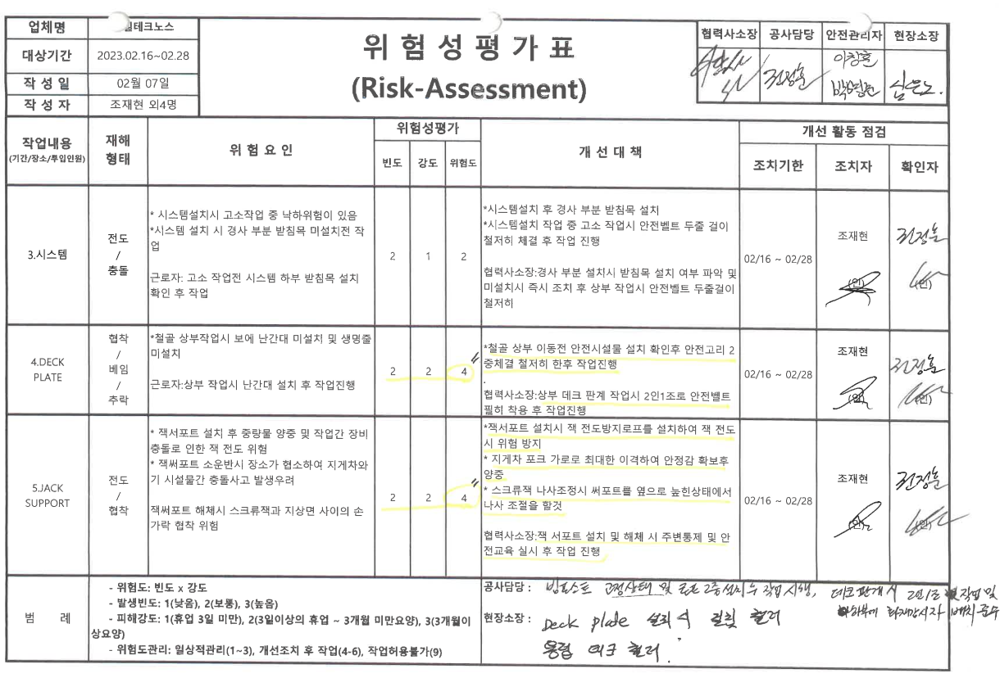 업체명
테크노스
대상기간
2023.02.16~02.28
작 성 일
02월 07일
작 성 자
조재현 외4명
위험성평가표
(Risk-Assessment)
협력사소장 공사담당 안전관리자 현장소장
전정훈
이창호
작업내용
(기간/장소/투입인원)
재해
형태
위 험 요 인
위험성평가
빈도 강도 위험도
개 선 대 책
개선 활동 점검
조치기한 조치자 확인자
3.시스템
전도
/
충돌
* 시스템설치시 고소작업 중 낙하위험이 있음
*시스템 설치 시 경사 부분 받침목 미설치전 작
업
근로자: 고소 작업전 시스템 하부 받침목 설치
확인 후 작업
2 1 2
*시스템설치 후 경사 부분 받침목 설치
*시스템설치 작업 중 고소 작업시 안전벨트 두줄 걸이
철저히 체결 후 작업 진행
협력사소장:경사 부분 설치시 받침목 설치 여부 파악 및
미설치시 즉시 조치 후 상부 작업시 안전벨트 두줄걸이
철저히
02/16 ~ 02/28
조재현
(인)
전정훈
(인)
4.DECK
PLATE
협착
/
베임
/
추락
*철골 상부작업시 보에 난간대 미설치 및 생명줄
미설치
근로자:상부 작업시 난간대 설치 후 작업진행
2 2 4
*철골 상부 이동전 안전시설물 설치 확인후 안전고리 2
중체결 철저히 한후 작업진행
.
협력사소장:상부 데크 판계 작업시 2인1조로 안전벨트
필히 착용 후 작업진행
02/16 ~ 02/28
조재현
(인)
전정훈
(인)
5.JACK
SUPPORT
전도
/
협착
* 잭서포트 설치 후 중량물 양중 및 작업간 장비
충돌로 인한 잭 전도 위험
* 잭써포트 소운반시 장소가 협소하여 지게차와
기 시설물간 충돌사고 발생우려
잭써포트 해체시 스크류잭과 지상면 사이의 손
가락 협착 위험
2 2 4
*잭서포트 설치시 잭 전도방지로프를 설치하여 잭 전도
시 위험 방지
* 지게차 포크 가로로 최대한 이격하여 안정감 확보후
양중
* 스크류잭 나사조정시 써포트를 옆으로 눞힌상태에서
나사 조절을 할것
협력사소장:잭 서포트 설치 및 해체 시 주변통제 및 안
전교육 실시 후 작업 진행
02/16 ~ 02/28
조재현
(인)
전정훈
(인)
범 례
- 위험도: 빈도 x 강도
- 발생빈도: 1(낮음), 2(보통), 3(높음)
- 피해강도: 1(휴업 3일 미만), 2(3일이상의 휴업 ~ 3개월 미만요양), 3(3개월이
상요양)
- 위험도관리: 일상적관리(1~3), 개선조치 후 작업(4-6), 작업허용불가(9)
공사담당 : 빔포스트 고정상태 및 로프 2줄설치후 작업시행, 데크판개시 2인1조 작업 및
하부에 화재감시자 배치 준수
현장소장 : Deck plate 설치 시 걸침 철저
용접 데크 철저.